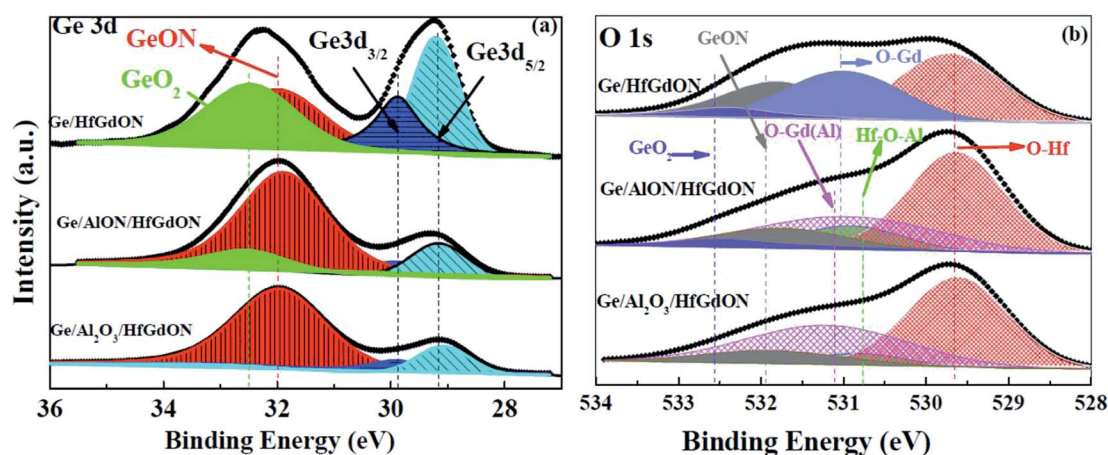 Ge 3d
(a)
GeON
Ge3d3/2
Ge3d5/2
GeO2
Ge/HfGdON
Ge/AlON/HfGdON
Ge/Al2O3/HfGdON
Intensity (a.u.)
36 34 32 30 28
Binding Energy (eV)
O 1s
(b)
GeON
O-Gd
Ge/HfGdON
O-Gd(Al)
Hf-O-Al
GeO2
O-Hf
Ge/AlON/HfGdON
Ge/Al2O3/HfGdON
534 533 532 531 530 529 528
Binding Energy (eV)